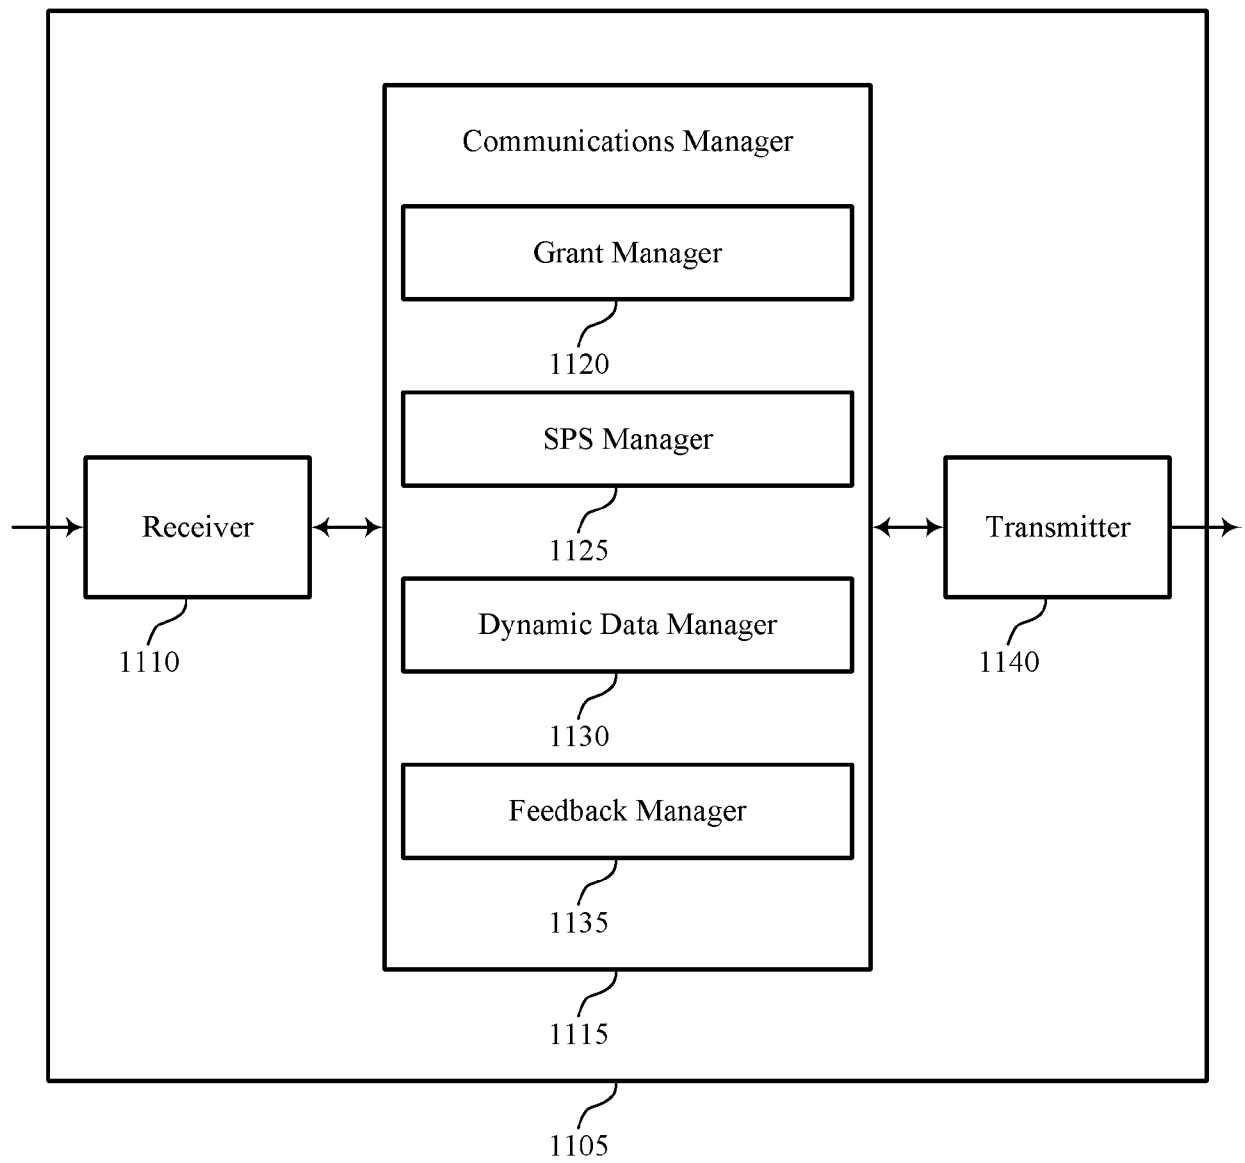 Communications Manager
Grant Manager
1120
SPS Manager
1125
Receiver
1110
Transmitter
1140
Dynamic Data Manager
1130
Feedback Manager
1135
1115
1105